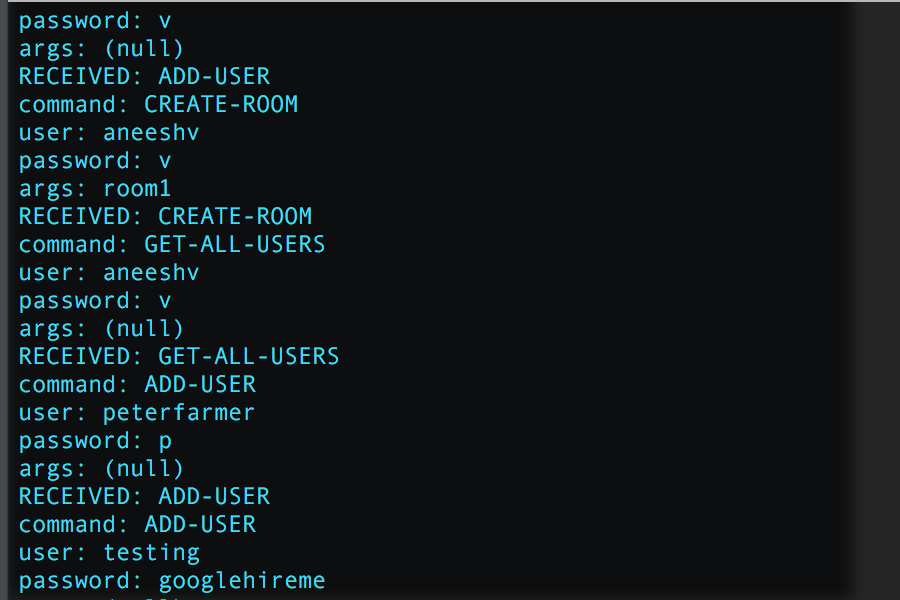 password: v
args: (null)
RECEIVED: ADD-USER
command: CREATE-ROOM
user: aneeshv
password: v
args: room1
RECEIVED: CREATE-ROOM
command: GET-ALL-USERS
user: aneeshv
password: v
args: (null)
RECEIVED: GET-ALL-USERS
command: ADD-USER
user: peterfarmer
password: p
args: (null)
RECEIVED: ADD-USER
command: ADD-USER
user: testing
password: googlehireme